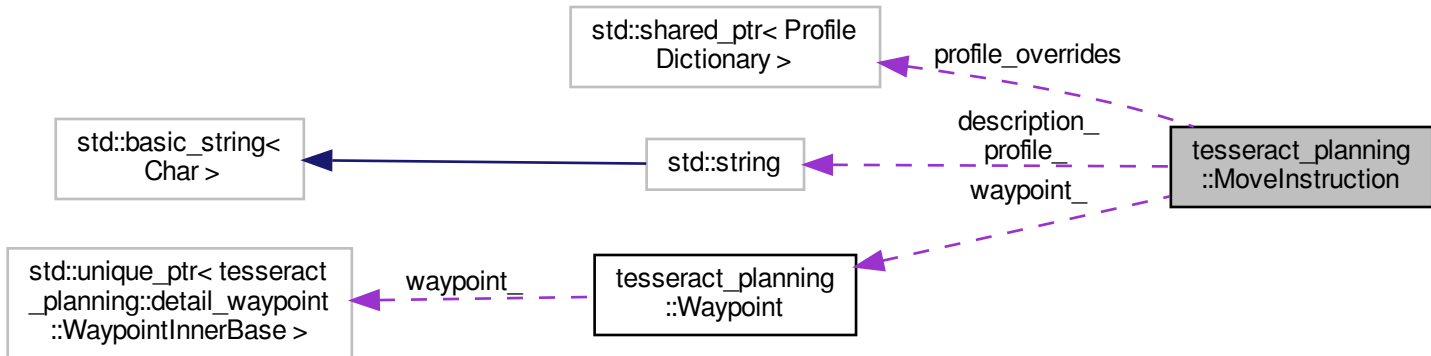 std::shared_ptr< Profile
Dictionary >
profile_overrides
std::basic_string<
Char >
std::string
description_
profile_
tesseract_planning
::MoveInstruction
waypoint_
std::unique_ptr< tesseract
_planning::detail_waypoint
::WaypointInnerBase >
waypoint_
tesseract_planning
::Waypoint